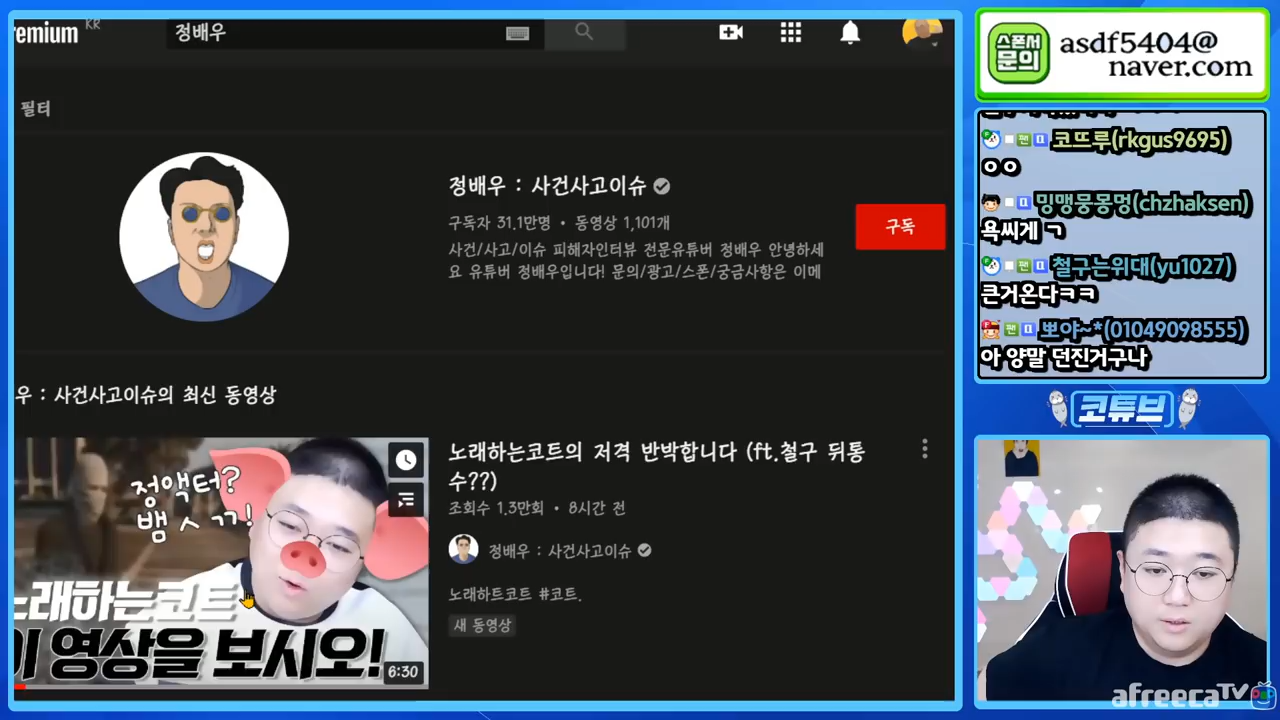 remium KR
정배우
필터
정배우 : 사건사고이슈
구독자 31.1만명 • 동영상 1,101개
사건/사고/이슈 피해자인터뷰 전문유튜버 정배우 안녕하세
요 유튜버 정배우입니다! 문의/광고/스폰/궁금사항은 이메
구독
우 : 사건사고이슈의 최신 동영상
정액터?
뱀 ㅅ ㄲ!
노래하는코트
이 영상을 보시오!
6:30
노래하는코트의 저격 반박합니다 (ft.철구 뒤통
수??)
조회수 1.3만회 • 8시간 전
정배우 : 사건사고이슈
노래하트코트 #코트.
새 동영상
스폰서
문의
asdf5404@
naver.com
팬 코뜨루(rkgus9695)
ㅇㅇ
밍맹뭉몽멍(chzhaksen)
욕씨게 ㄱ
팬 철구는위대(yu1027)
큰거온다ㅋㅋ
팬 뽀야~*(01049098555)
아 양말 던진거구나
코튜브
afreecaTV